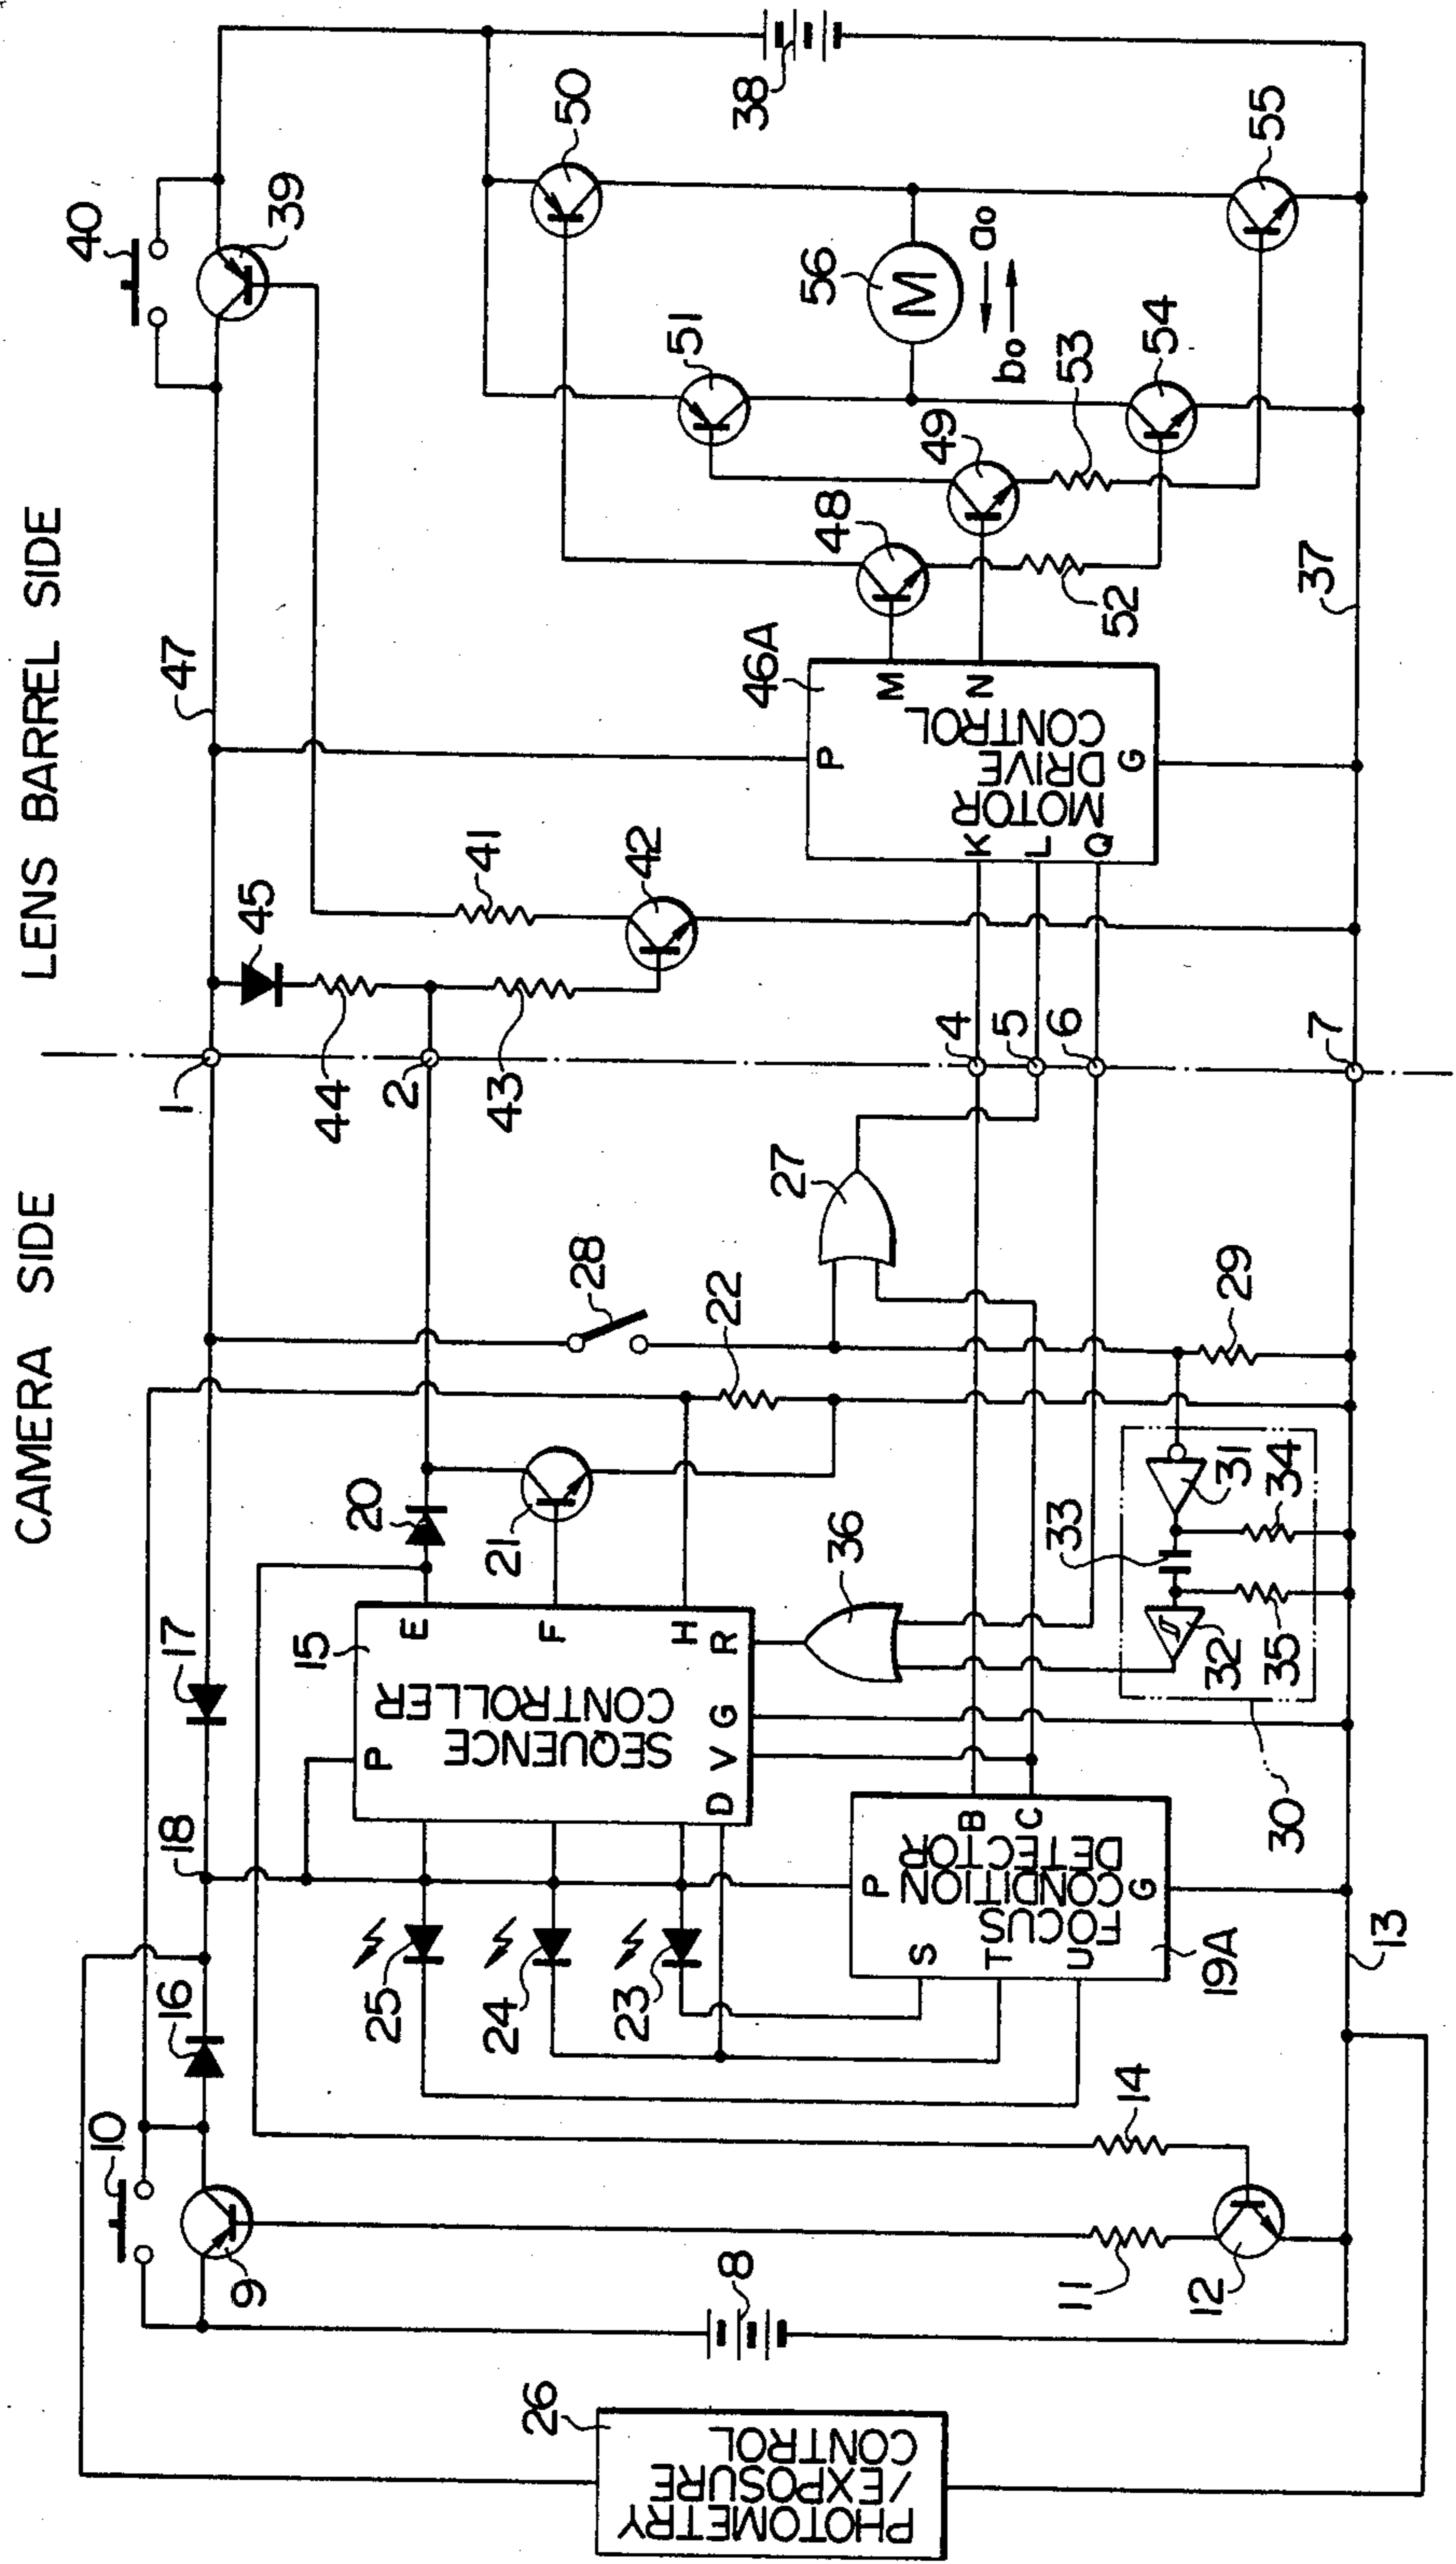 CAMERA SIDE
LENS BARREL SIDE
26
PHOTOMETRY
/EXPOSURE
CONTROL
8
9
10
11
12
14
16
13
18
17
25
24
23
15
SEQUENCE
CONTROLLER
P
E
F
H
R
G
V
D
19A
FOCUS
CONDITION
DETECTOR
P
S
T
U
B
C
G
20
21
22
28
27
29
36
30
31
32
33
34
35
1
2
4
5
6
7
44
43
45
41
42
47
40
39
46A
MOTOR
DRIVE
CONTROL
P
K
L
Q
M
N
G
37
48
49
52
53
51
50
54
55
56
M
a0
b0
38